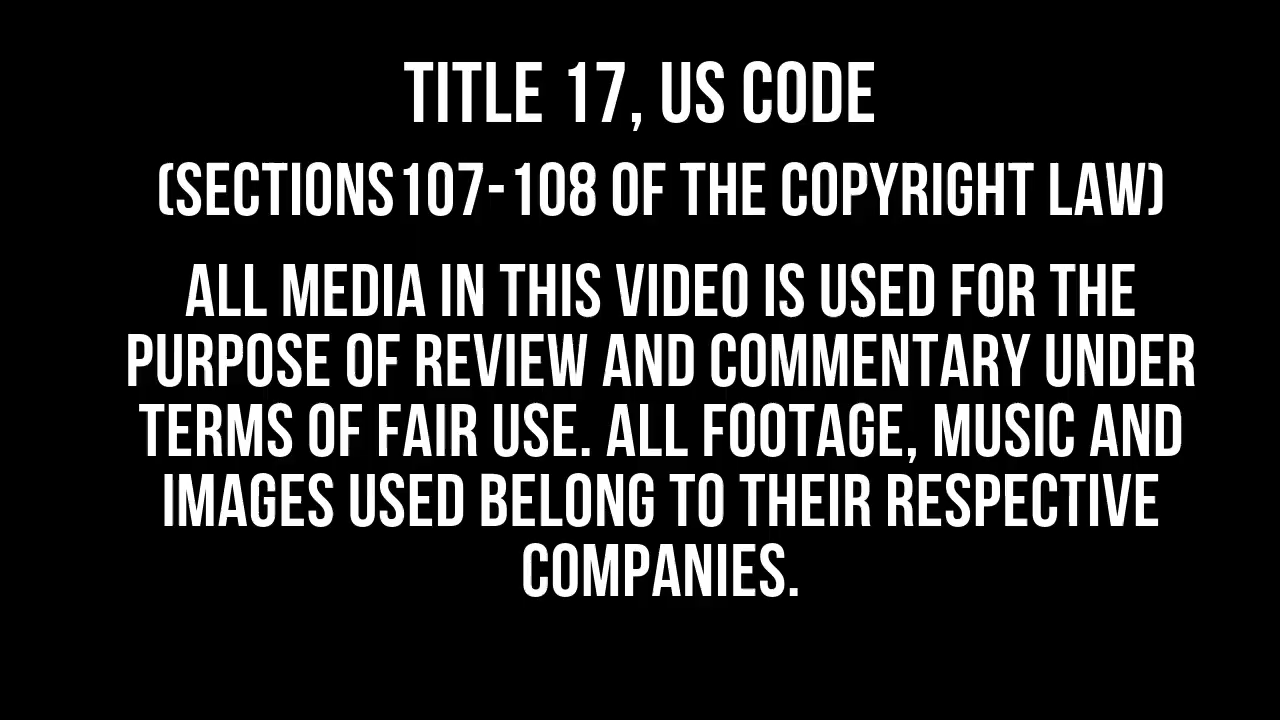 TITLE 17, US CODE
(SECTIONS 107-108 OF THE COPYRIGHT LAW)
ALL MEDIA IN THIS VIDEO IS USED FOR THE
PURPOSE OF REVIEW AND COMMENTARY UNDER
TERMS OF FAIR USE. ALL FOOTAGE, MUSIC AND
IMAGES USED BELONG TO THEIR RESPECTIVE
COMPANIES.